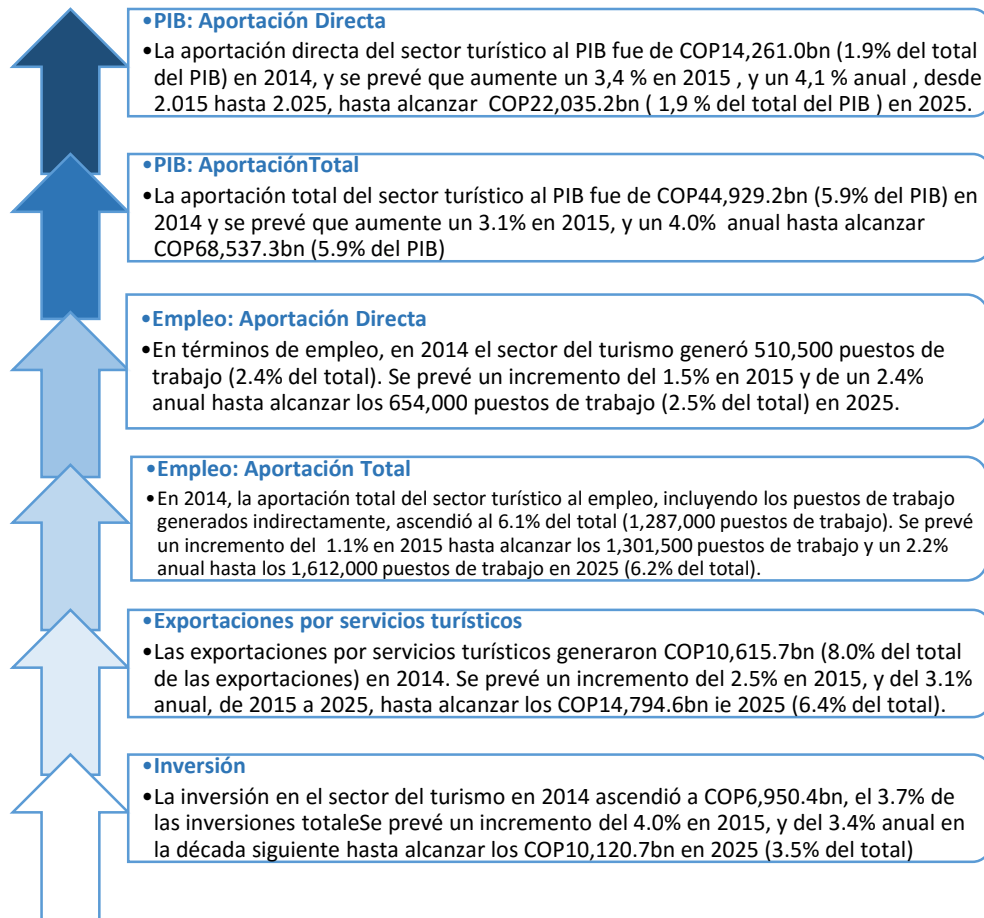 •PIB: Aportación Directa
•La aportación directa del sector turístico al PIB fue de COP14,261.0bn (1.9% del total
del PIB) en 2014, y se prevé que aumente un 3,4 % en 2015 , y un 4,1 % anual , desde
2.015 hasta 2.025, hasta alcanzar COP22,035.2bn ( 1,9 % del total del PIB ) en 2025.
•PIB: AportaciónTotal
•La aportación total del sector turístico al PIB fue de COP44,929.2bn (5.9% del PIB) en
2014 y se prevé que aumente un 3.1% en 2015, y un 4.0% anual hasta alcanzar
COP68,537.3bn (5.9% del PIB)
•Empleo: Aportación Directa
•En términos de empleo, en 2014 el sector del turismo generó 510,500 puestos de
trabajo (2.4% del total). Se prevé un incremento del 1.5% en 2015 y de un 2.4%
anual hasta alcanzar los 654,000 puestos de trabajo (2.5% del total) en 2025.
•Empleo: Aportación Total
•En 2014, la aportación total del sector turístico al empleo, incluyendo los puestos de trabajo
generados indirectamente, ascendió al 6.1% del total (1,287,000 puestos de trabajo). Se prevé
un incremento del 1.1% en 2015 hasta alcanzar los 1,301,500 puestos de trabajo y un 2.2%
anual hasta los 1,612,000 puestos de trabajo en 2025 (6.2% del total).
•Exportaciones por servicios turísticos
•Las exportaciones por servicios turísticos generaron COP10,615.7bn (8.0% del total
de las exportaciones) en 2014. Se prevé un incremento del 2.5% en 2015, y del 3.1%
anual, de 2015 a 2025, hasta alcanzar los COP14,794.6bn ie 2025 (6.4% del total).
•Inversión
•La inversión en el sector del turismo en 2014 ascendió a COP6,950.4bn, el 3.7% de
las inversiones totaleSe prevé un incremento del 4.0% en 2015, y del 3.4% anual en
la década siguiente hasta alcanzar los COP10,120.7bn en 2025 (3.5% del total)